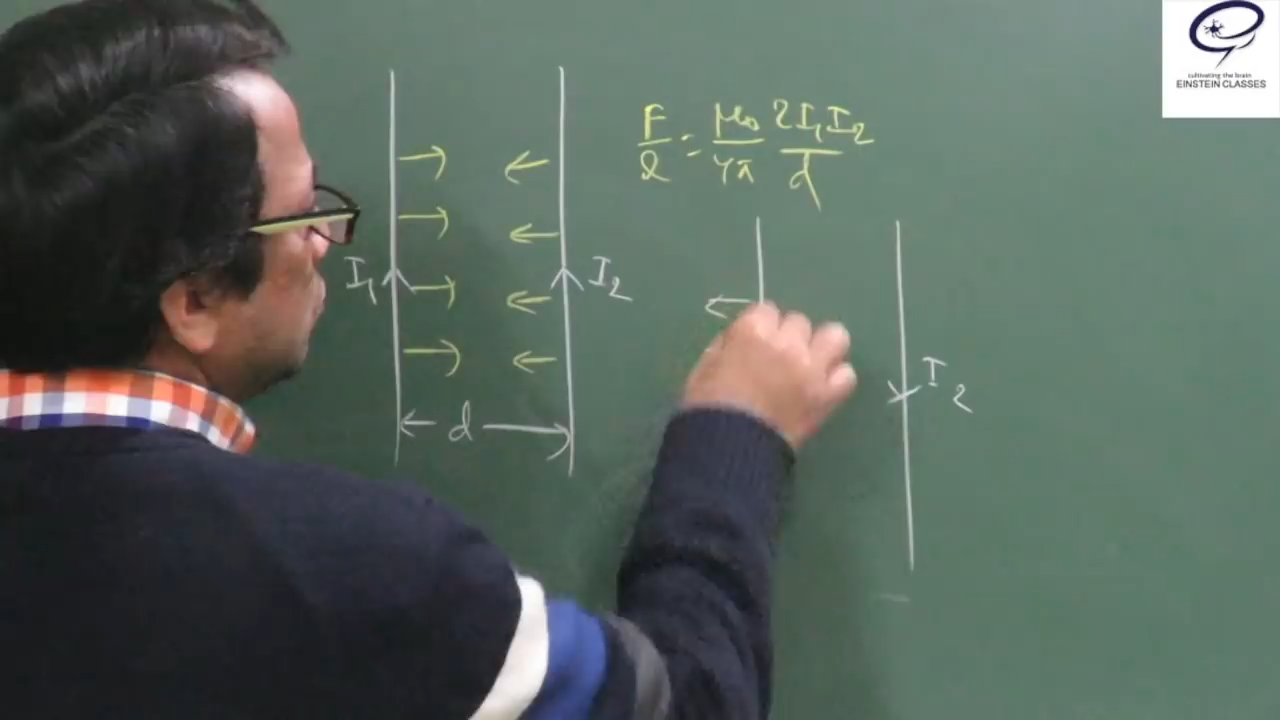 cultivating the brain
EINSTEIN CLASSES
F/l = μ₀/4π 2I₁I₂/d
I₁
I₂
d
I₂